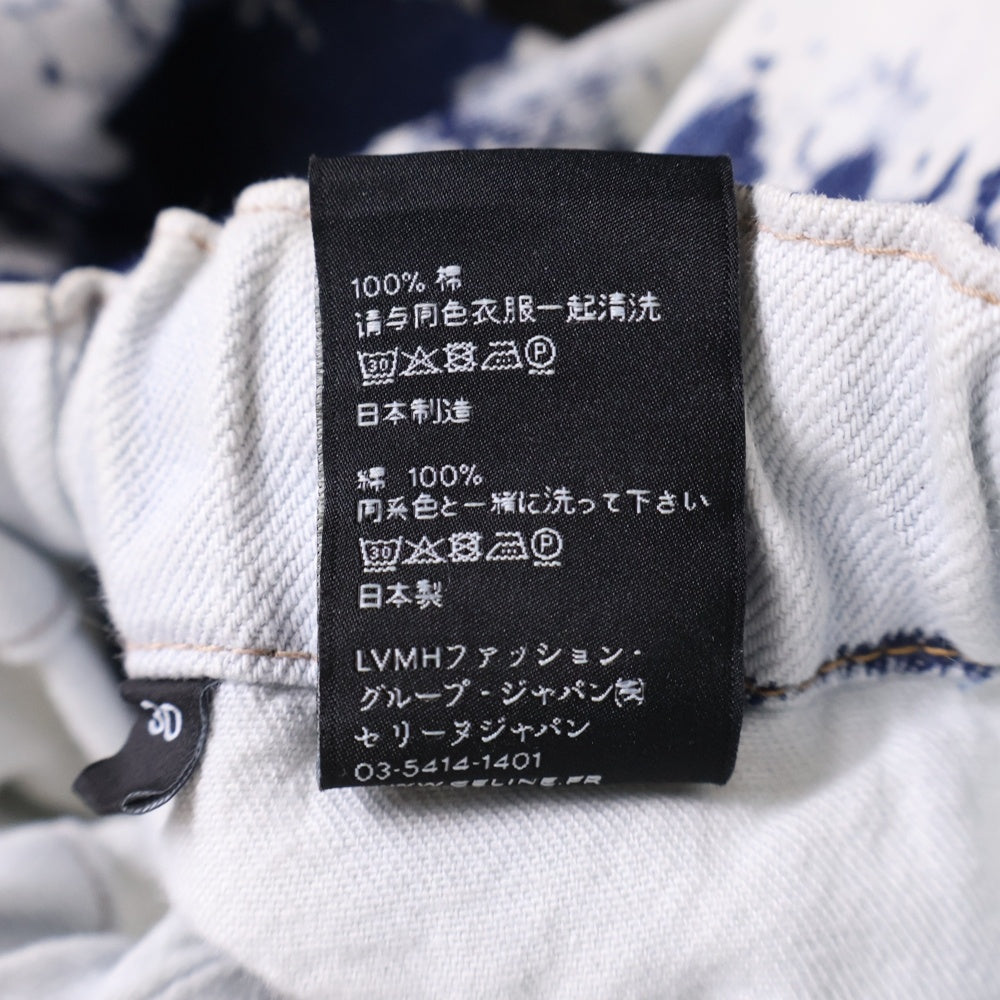 100% 棉
请与同色衣服一起清洗
30 P
日本制造
綿 100%
同系色と一緒に洗って下さい
30 P
日本製
LVMHファッション・
グループ・ジャパン㈱
セリーヌジャパン
03-5414-1401
WWW.CELINE.FR